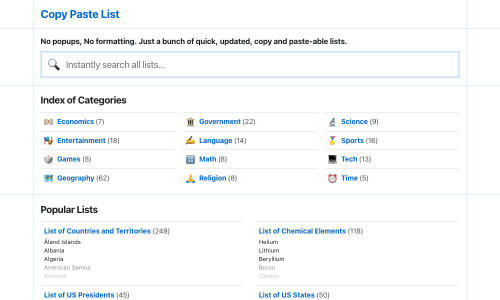 Copy Paste List
No popups, No formatting. Just a bunch of quick, updated, copy and paste-able lists.
Instantly search all lists...
Index of Categories
Economics (7)
Government (22)
Science (9)
Entertainment (18)
Language (14)
Sports (16)
Games (8)
Math (8)
Tech (13)
Geography (62)
Religion (8)
Time (5)
Popular Lists
List of Countries and Territories (249)
Åland Islands
Albania
Algeria
American Samoa
Andorra
List of Chemical Elements (118)
Helium
Lithium
Beryllium
Boron
Carbon
List of US Presidents (45)
List of US States (50)